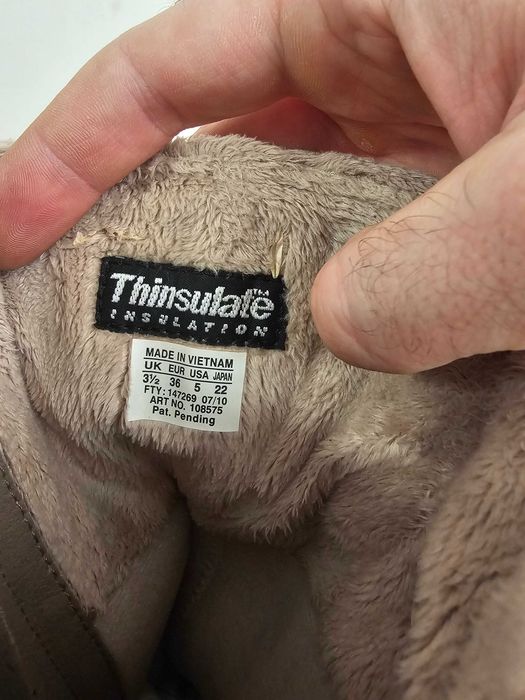 Thinsulate™
INSULATION
MADE IN VIETNAM
UK EUR USA JAPAN
3½ 36 5 22
FTY: 147269 07/10
ART NO. 108575
Pat. Pending